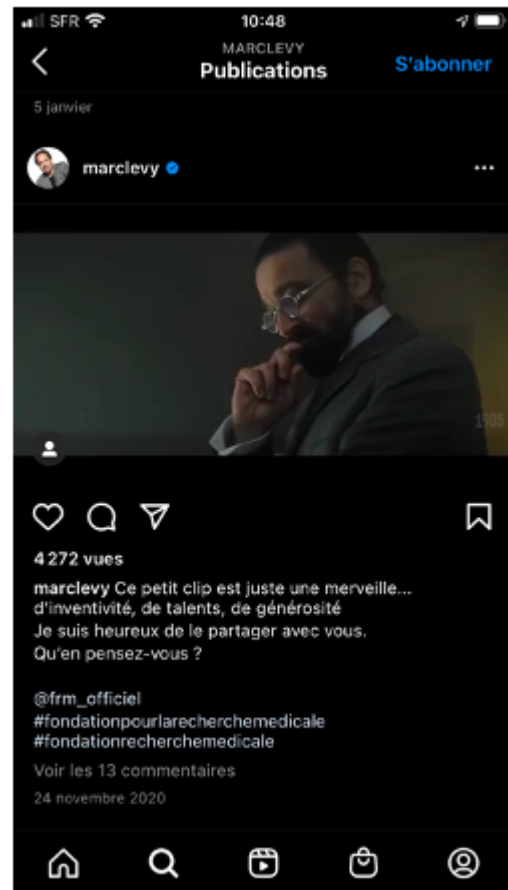 SFR
10:48
MARCLEVY
Publications
S'abonner
5 janvier
marclevy
1905
4 272 vues
marclevy Ce petit clip est juste une merveille...
d'inventivité, de talents, de générosité
Je suis heureux de le partager avec vous.
Qu'en pensez-vous ?
@frm_officiel
#fondationpourlarecherchemedicale
#fondationrecherchemedicale
Voir les 13 commentaires
24 novembre 2020